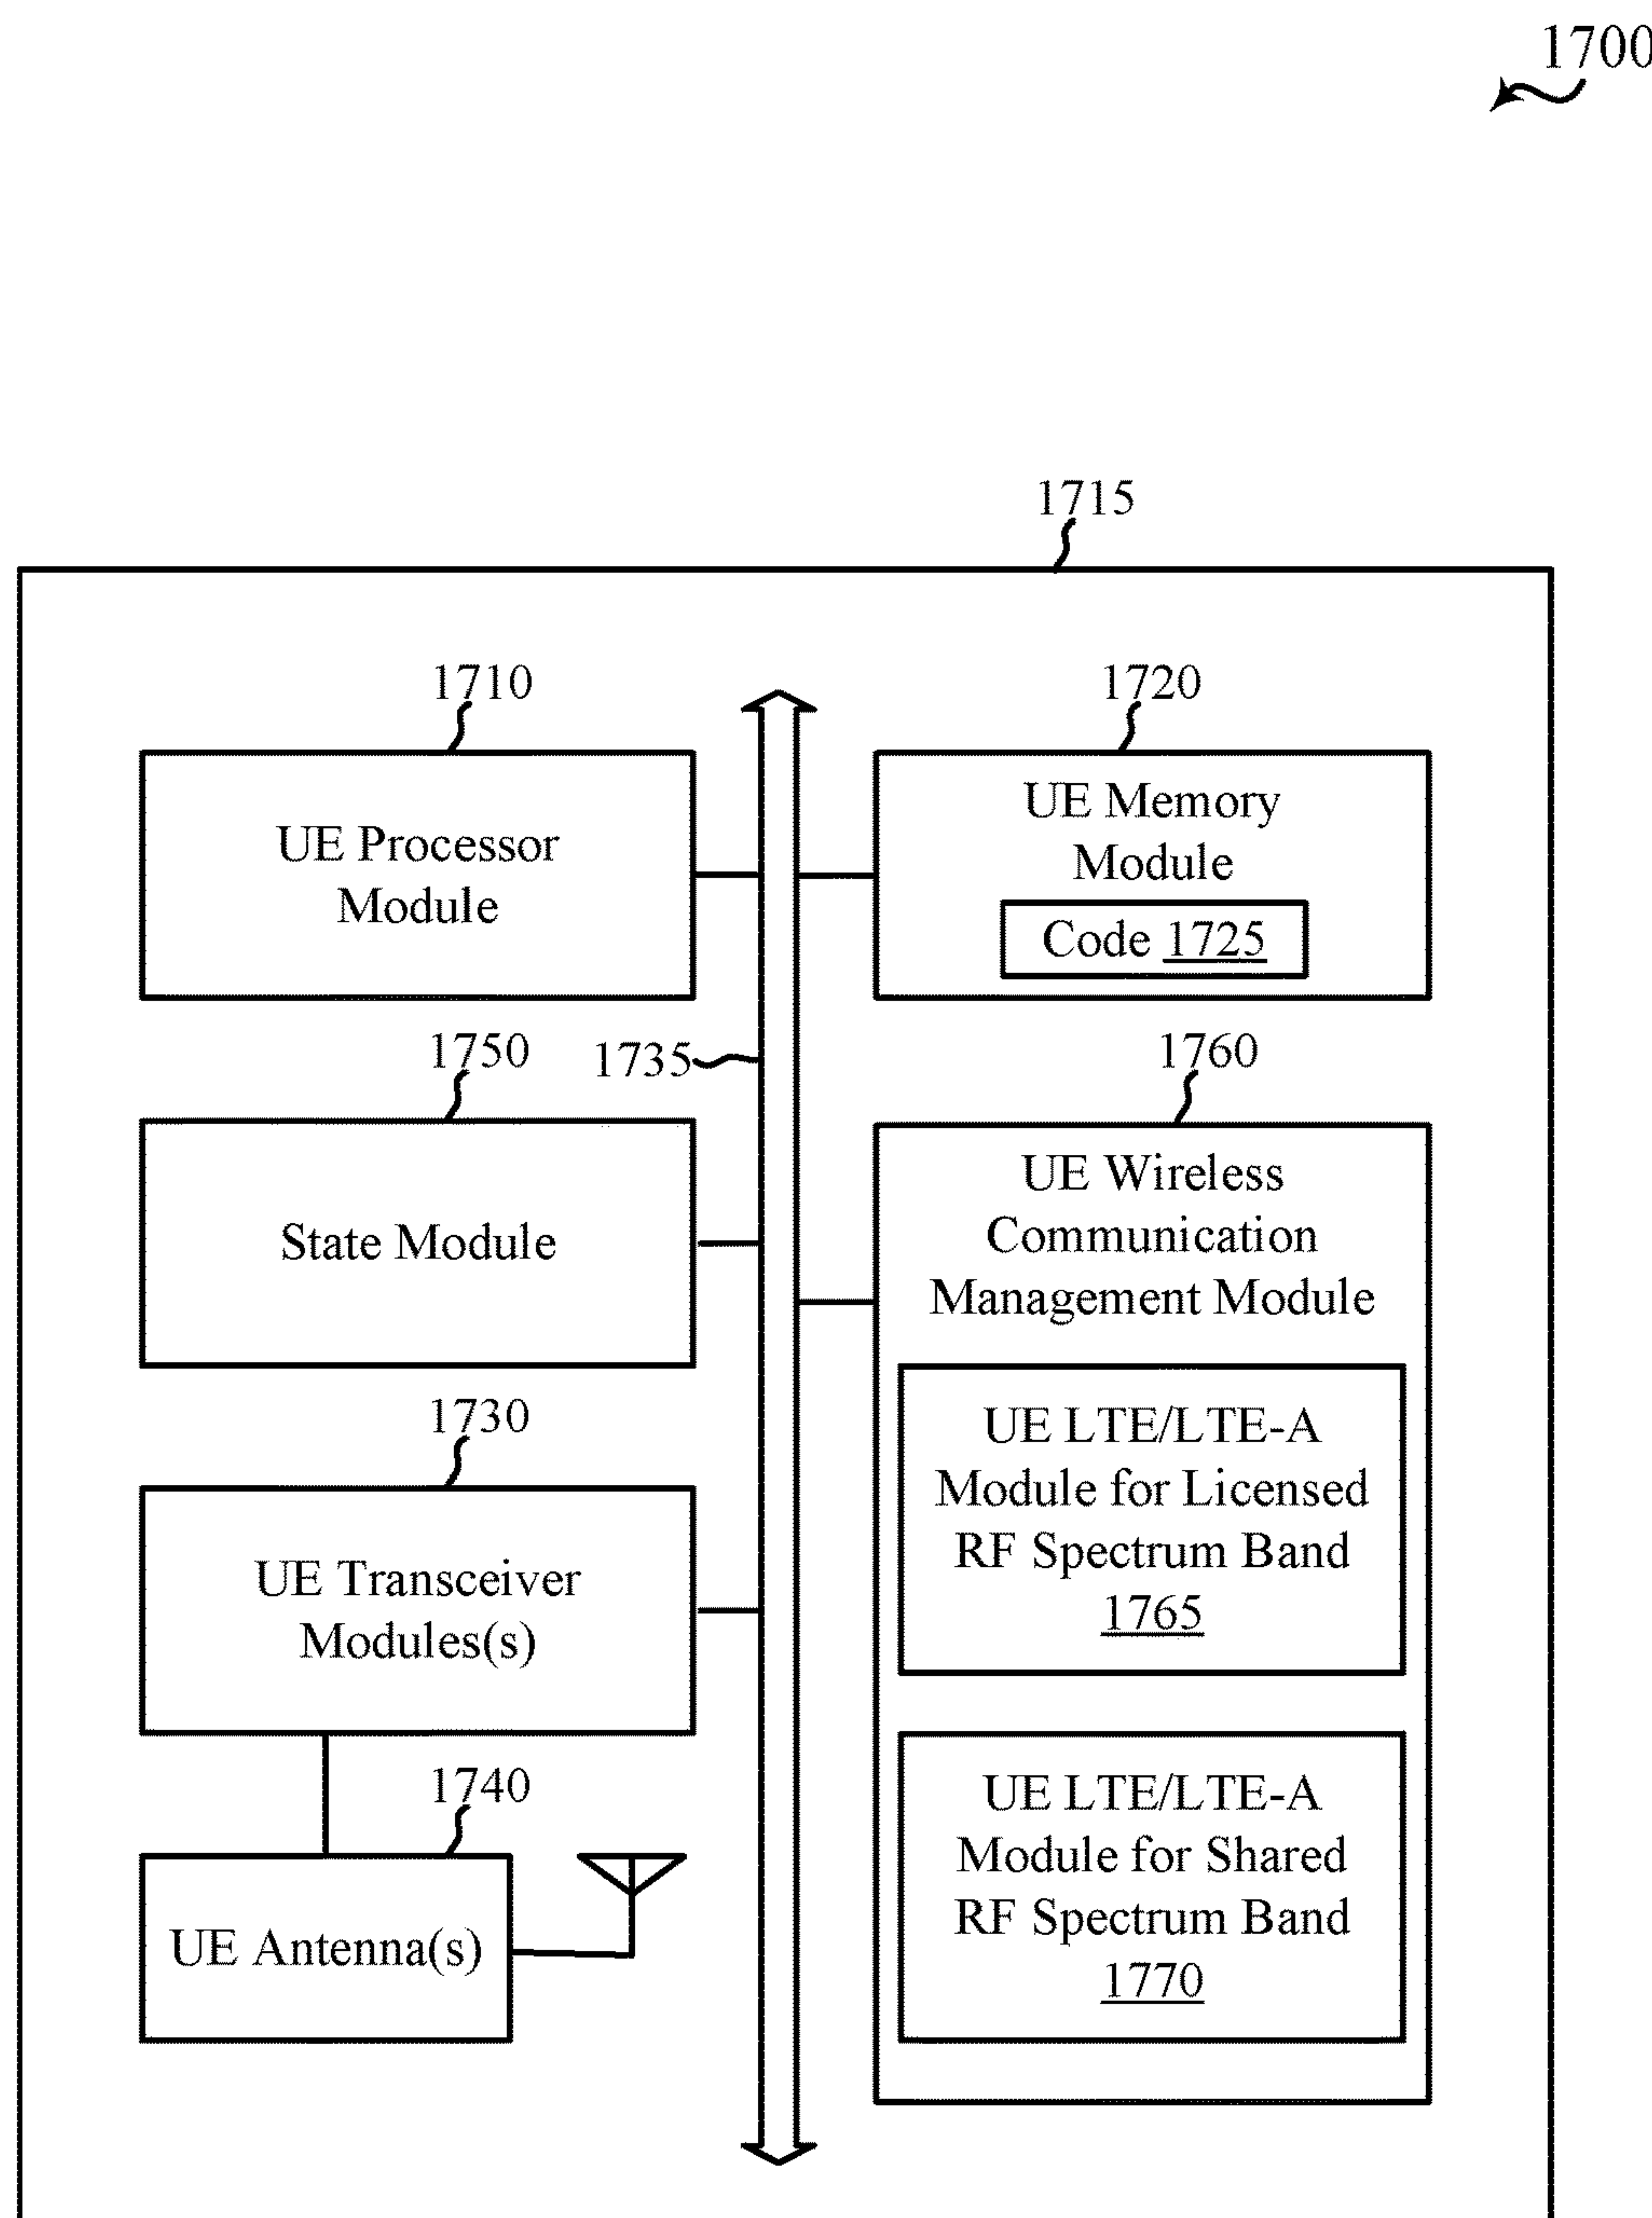 1700
1715
1710
UE Processor
Module
1720
UE Memory
Module
Code 1725
1735
1750
State Module
1760
UE Wireless
Communication
Management Module
UE LTE/LTE-A
Module for Licensed
RF Spectrum Band
1765
UE LTE/LTE-A
Module for Shared
RF Spectrum Band
1770
1730
UE Transceiver
Modules(s)
1740
UE Antenna(s)